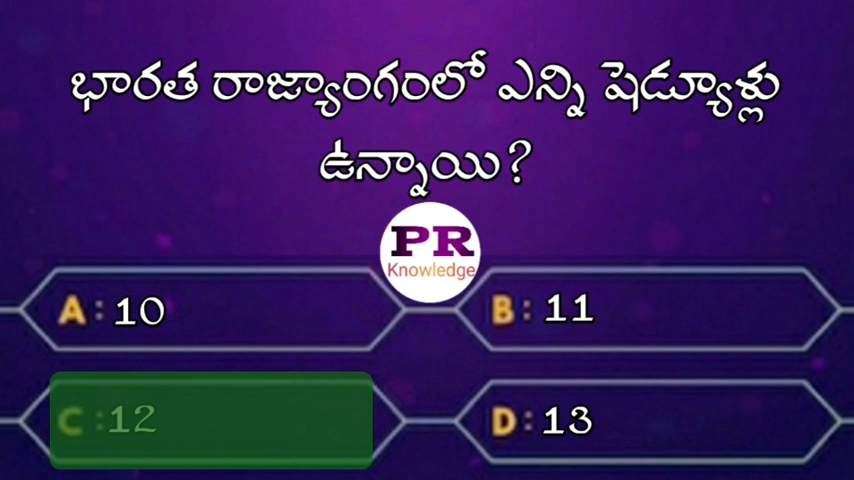 భారత రాజ్యాంగంలో ఎన్ని షెడ్యూళ్లు
ఉన్నాయి?
PR
Knowledge
A : 10
B : 11
C :12
D : 13